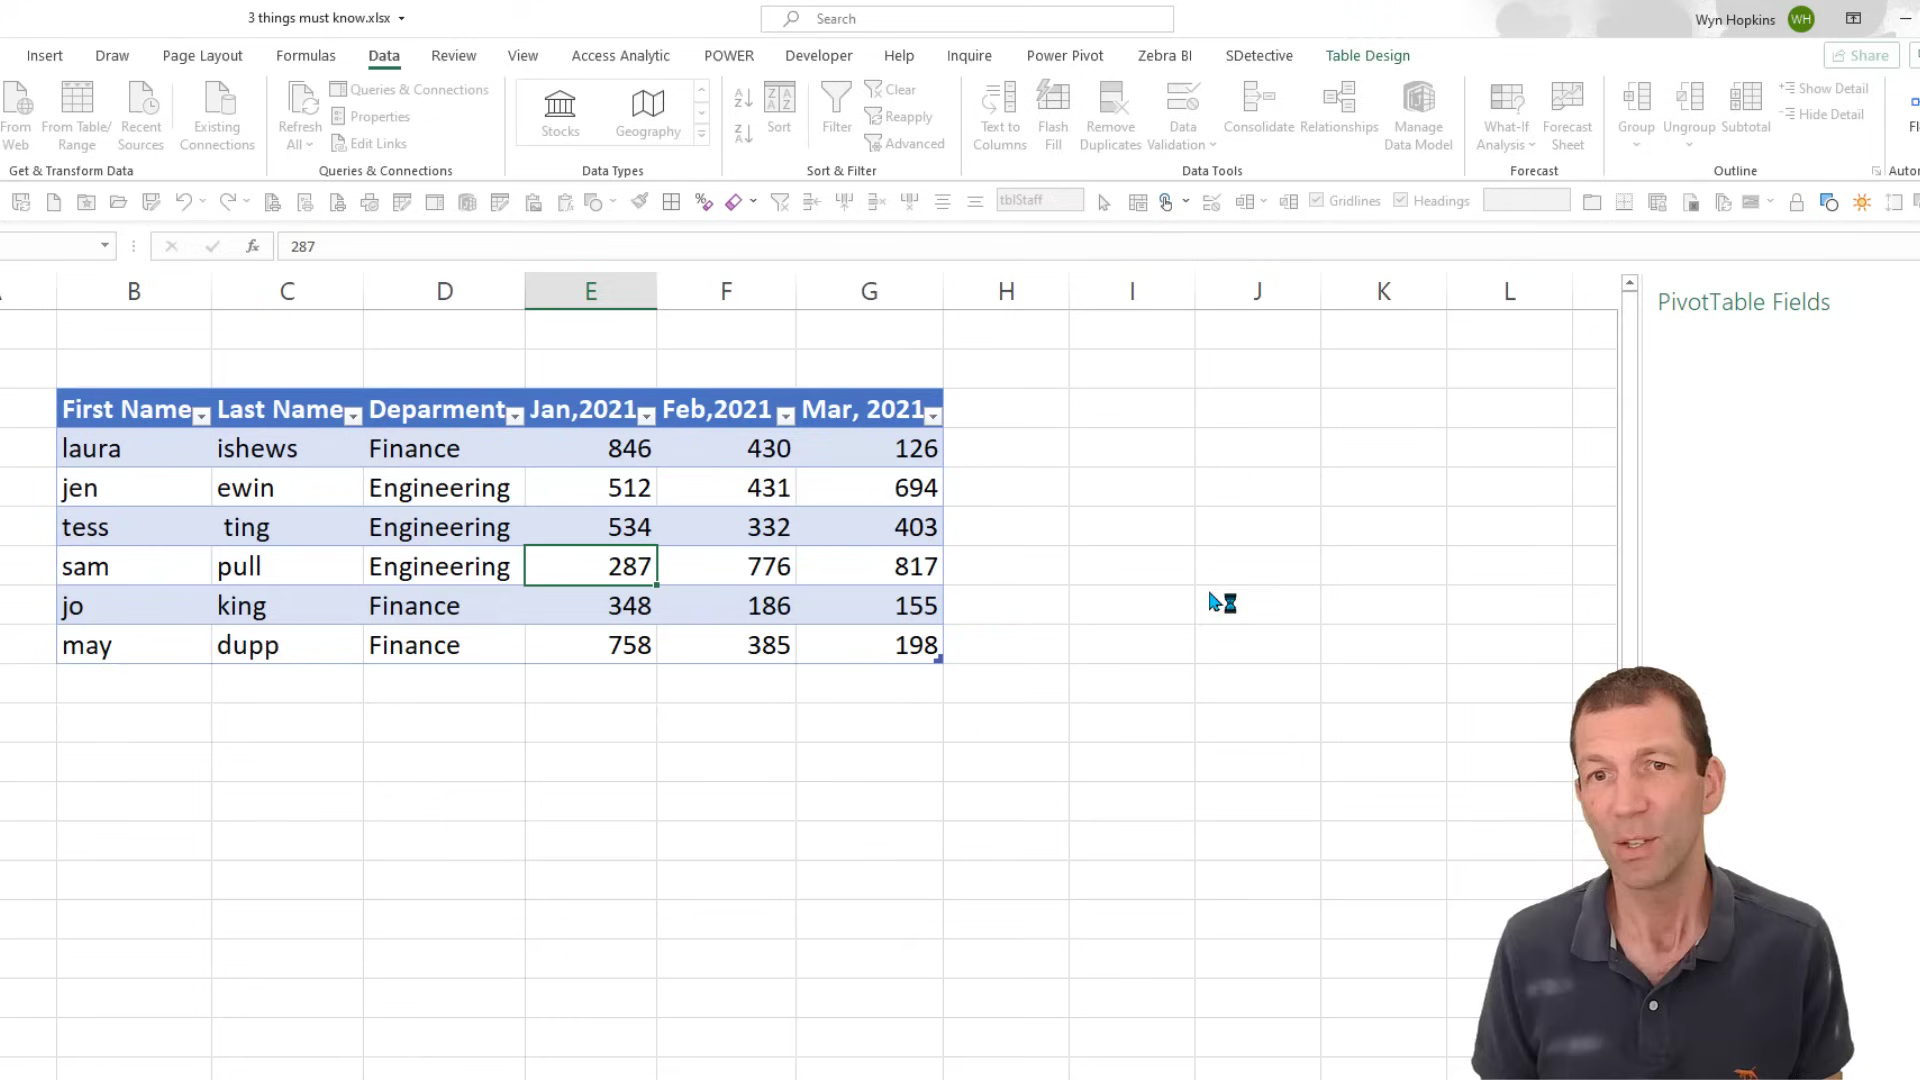 3 things must know.xlsx
Search
Wyn Hopkins WH
Insert Draw Page Layout Formulas Data Review View Access Analytic POWER Developer Help Inquire Power Pivot Zebra BI SDetective Table Design Share
From Web
From Table/ Range
Recent Sources
Existing Connections
Get & Transform Data
Refresh All
Queries & Connections
Properties
Edit Links
Queries & Connections
Stocks
Geography
Data Types
Sort
Filter
Clear
Reapply
Advanced
Sort & Filter
Text to Columns
Flash Fill
Remove Duplicates
Data Validation
Consolidate
Relationships
Manage Data Model
Data Tools
What-If Analysis
Forecast Sheet
Forecast
Group
Ungroup
Subtotal
Show Detail
Hide Detail
Outline
tblStaff
Gridlines
Headings
fx 287
B C D E F G H I J K L
PivotTable Fields
First Name Last Name Deparment Jan,2021 Feb,2021 Mar, 2021
laura ishews Finance 846 430 126
jen ewin Engineering 512 431 694
tess ting Engineering 534 332 403
sam pull Engineering 287 776 817
jo king Finance 348 186 155
may dupp Finance 758 385 198